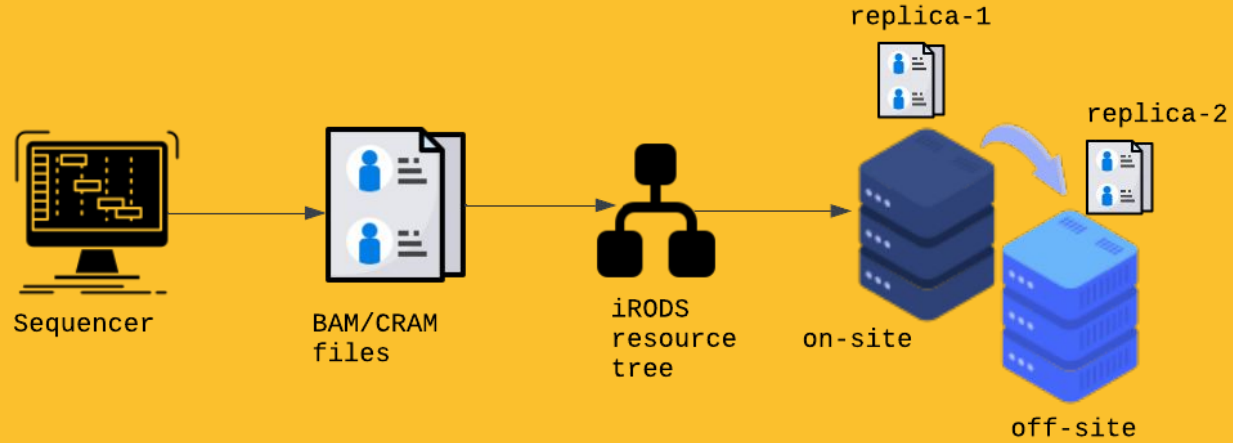 replica-1
replica-2
Sequencer
BAM/CRAM
files
iRODS
resource
tree
on-site
off-site